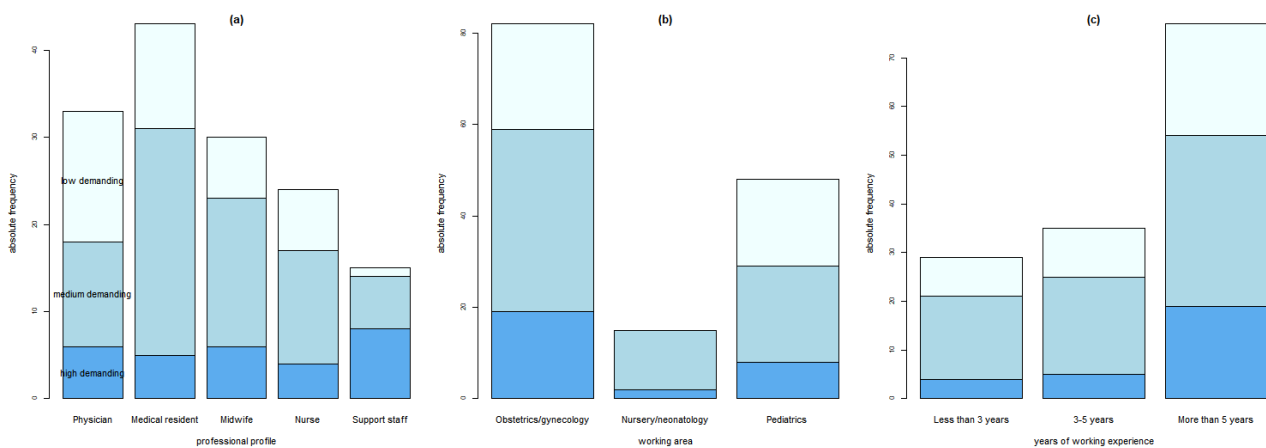 (a)
absolute frequency
0
10
20
30
40
low demanding
medium demanding
high demanding
Physician
Medical resident
Midwife
Nurse
Support staff
professional profile
(b)
absolute frequency
0
20
40
60
80
Obstetrics/gynecology
Nursery/neonatology
Pediatrics
working area
(c)
absolute frequency
0
10
20
30
40
50
60
70
Less than 3 years
3-5 years
More than 5 years
years of working experience